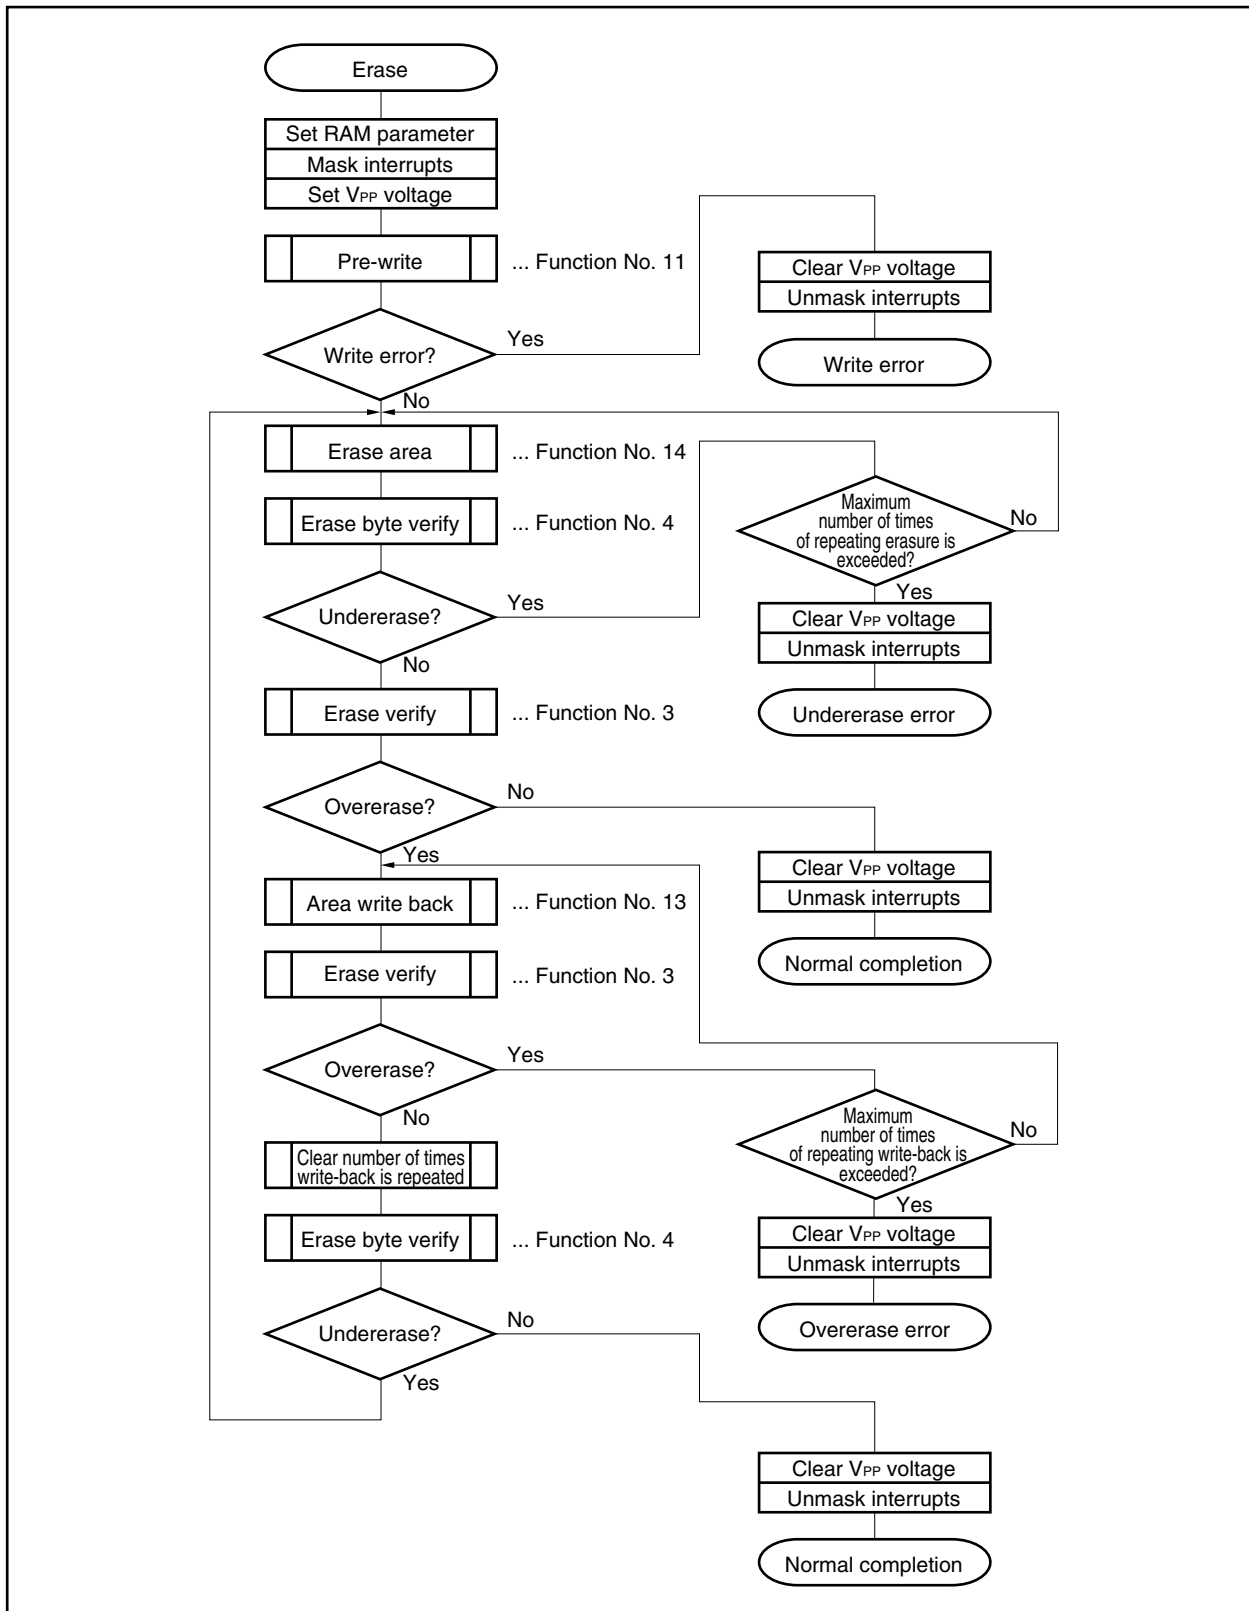 Erase
Set RAM parameter
Mask interrupts
Set VPP voltage
Pre-write
... Function No. 11
Clear VPP voltage
Unmask interrupts
Write error?
Yes
Write error
No
Erase area
... Function No. 14
Erase byte verify
... Function No. 4
Maximum
number of times
of repeating erasure is
exceeded?
No
Undererase?
Yes
Yes
Clear VPP voltage
Unmask interrupts
No
Erase verify
... Function No. 3
Undererase error
Overerase?
No
Yes
Clear VPP voltage
Unmask interrupts
Area write back
... Function No. 13
Normal completion
Erase verify
... Function No. 3
Overerase?
Yes
No
Maximum
number of times
of repeating write-back is
exceeded?
No
Clear number of times
write-back is repeated
Yes
Clear VPP voltage
Unmask interrupts
Erase byte verify
... Function No. 4
Undererase?
No
Overerase error
Yes
Clear VPP voltage
Unmask interrupts
Normal completion